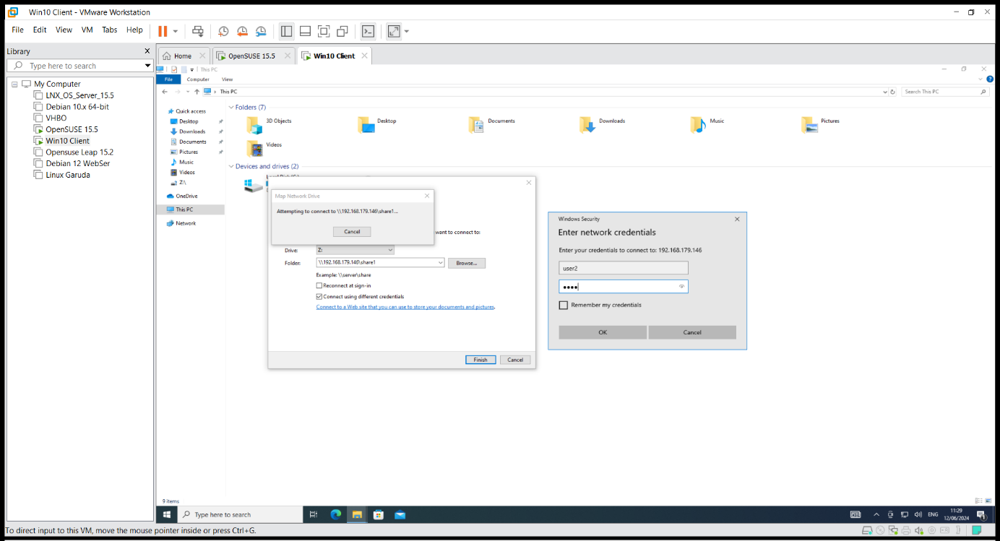 Win10 Client - VMware Workstation
File Edit View VM Tabs Help
Library
Type here to search
My Computer
LNX_OS_Server_15.5
Debian 10.x 64-bit
VHBO
OpenSUSE 15.5
Win10 Client
Opensuse Leap 15.2
Debian 12 WebSer
Linux Garuda
Home OpenSUSE 15.5 Win10 Client
This PC
File Computer View
This PC
Search This PC
Quick access
Desktop
Downloads
Documents
Pictures
Music
Videos
Z:\
OneDrive
This PC
Network
Folders (7)
3D Objects Desktop Documents Downloads Music Pictures
Videos
Devices and drives (2)
Map Network Drive
Attempting to connect to \\192.168.179.146\share1...
Cancel
want to connect to:
Drive: Z:
Folder: \\192.168.179.146\share1 Browse...
Example: \\server\share
Reconnect at sign-in
Connect using different credentials
Connect to a Web site that you can use to store your documents and pictures.
Finish Cancel
Windows Security
Enter network credentials
Enter your credentials to connect to: 192.168.179.146
user2
Remember my credentials
OK Cancel
9 items
Type here to search
ENG
11:29
12/06/2024
To direct input to this VM, move the mouse pointer inside or press Ctrl+G.